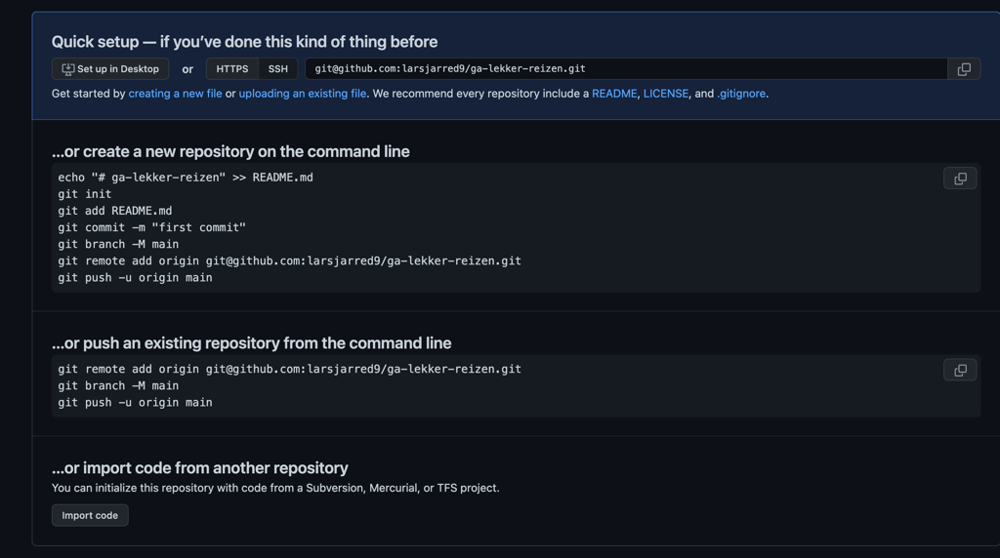 Quick setup — if you’ve done this kind of thing before
Set up in Desktop or HTTPS SSH git@github.com:larsjarred9/ga-lekker-reizen.git
Get started by creating a new file or uploading an existing file. We recommend every repository include a README, LICENSE, and .gitignore.
…or create a new repository on the command line
echo "# ga-lekker-reizen" >> README.md
git init
git add README.md
git commit -m "first commit"
git branch -M main
git remote add origin git@github.com:larsjarred9/ga-lekker-reizen.git
git push -u origin main
…or push an existing repository from the command line
git remote add origin git@github.com:larsjarred9/ga-lekker-reizen.git
git branch -M main
git push -u origin main
…or import code from another repository
You can initialize this repository with code from a Subversion, Mercurial, or TFS project.
Import code